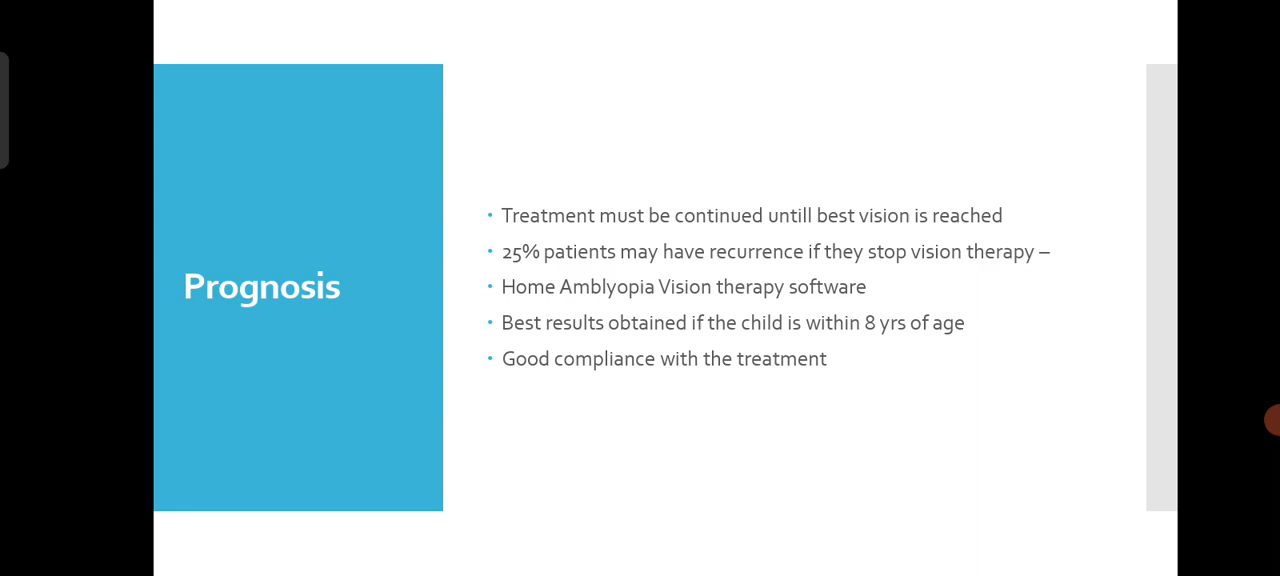 Prognosis
• Treatment must be continued untill best vision is reached
• 25% patients may have recurrence if they stop vision therapy –
• Home Amblyopia Vision therapy software
• Best results obtained if the child is within 8 yrs of age
• Good compliance with the treatment